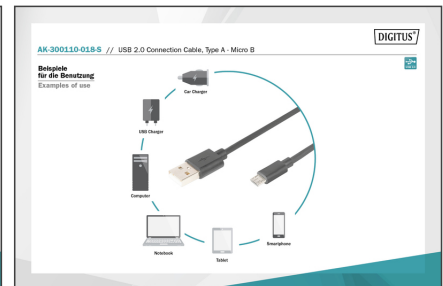 DIGITUS®
AK-300110-018-S // USB 2.0 Connection Cable, Type A - Micro B
Beispiele
für die Benutzung
Examples of use
Car Charger
USB Charger
Computer
Notebook
Tablet
Smartphone